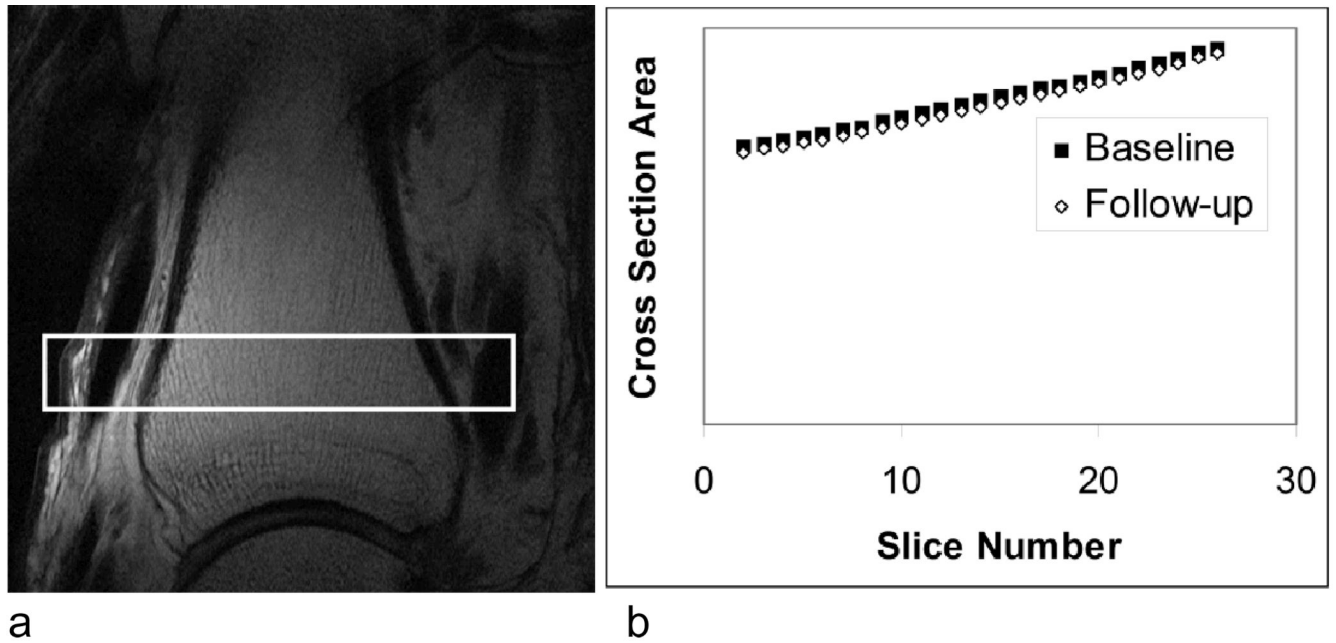 Cross Section Area
Baseline
Follow-up
0 10 20 30
Slice Number
a
b